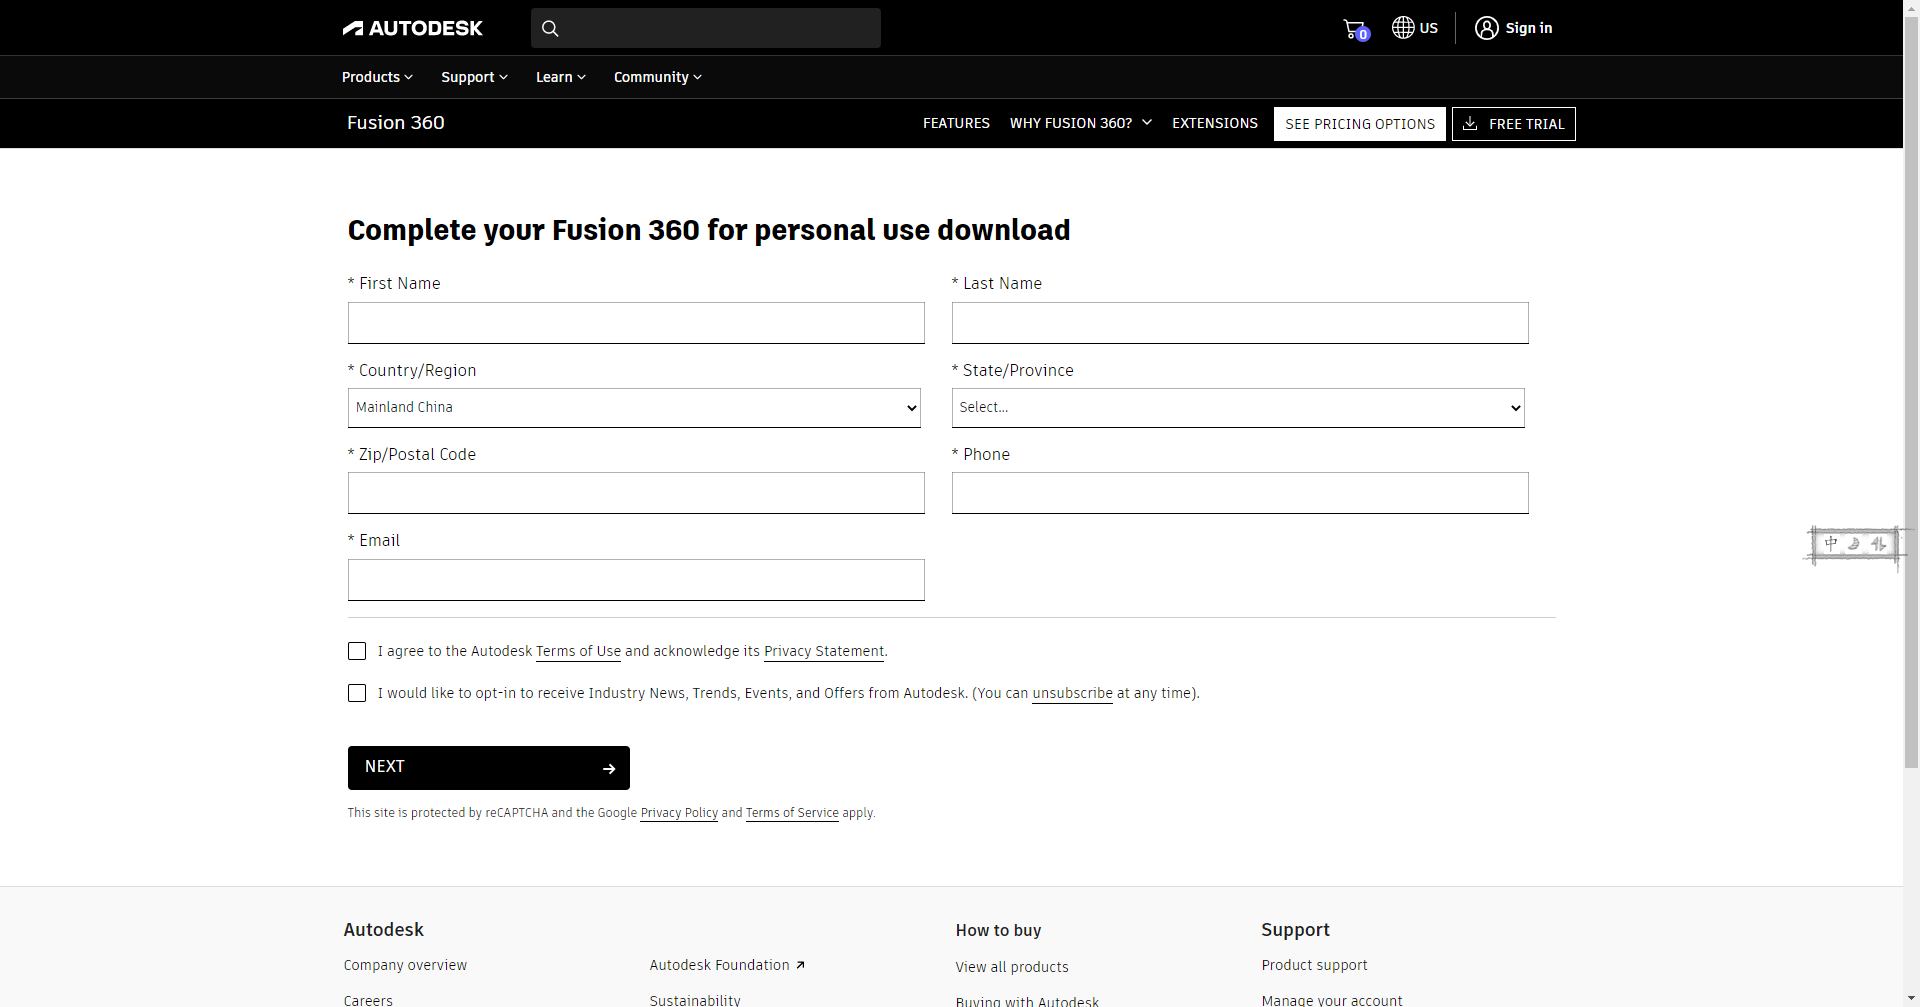 AUTODESK
0
US
Sign in
Products
Support
Learn
Community
Fusion 360
FEATURES
WHY FUSION 360?
EXTENSIONS
SEE PRICING OPTIONS
FREE TRIAL
Complete your Fusion 360 for personal use download
* First Name
* Last Name
* Country/Region
* State/Province
Mainland China
Select...
* Zip/Postal Code
* Phone
* Email
I agree to the Autodesk Terms of Use and acknowledge its Privacy Statement.
I would like to opt-in to receive Industry News, Trends, Events, and Offers from Autodesk. (You can unsubscribe at any time).
NEXT
This site is protected by reCAPTCHA and the Google Privacy Policy and Terms of Service apply.
中
Autodesk
How to buy
Support
Company overview
Autodesk Foundation
View all products
Product support
Careers
Sustainability
Buying with Autodesk
Manage your account